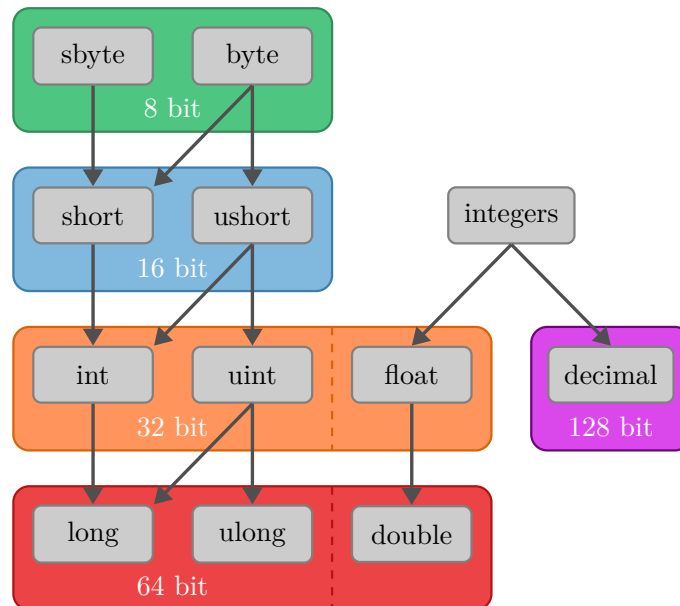 sbyte byte
8 bit
short ushort integers
16 bit
int uint float decimal
32 bit 128 bit
long ulong double
64 bit